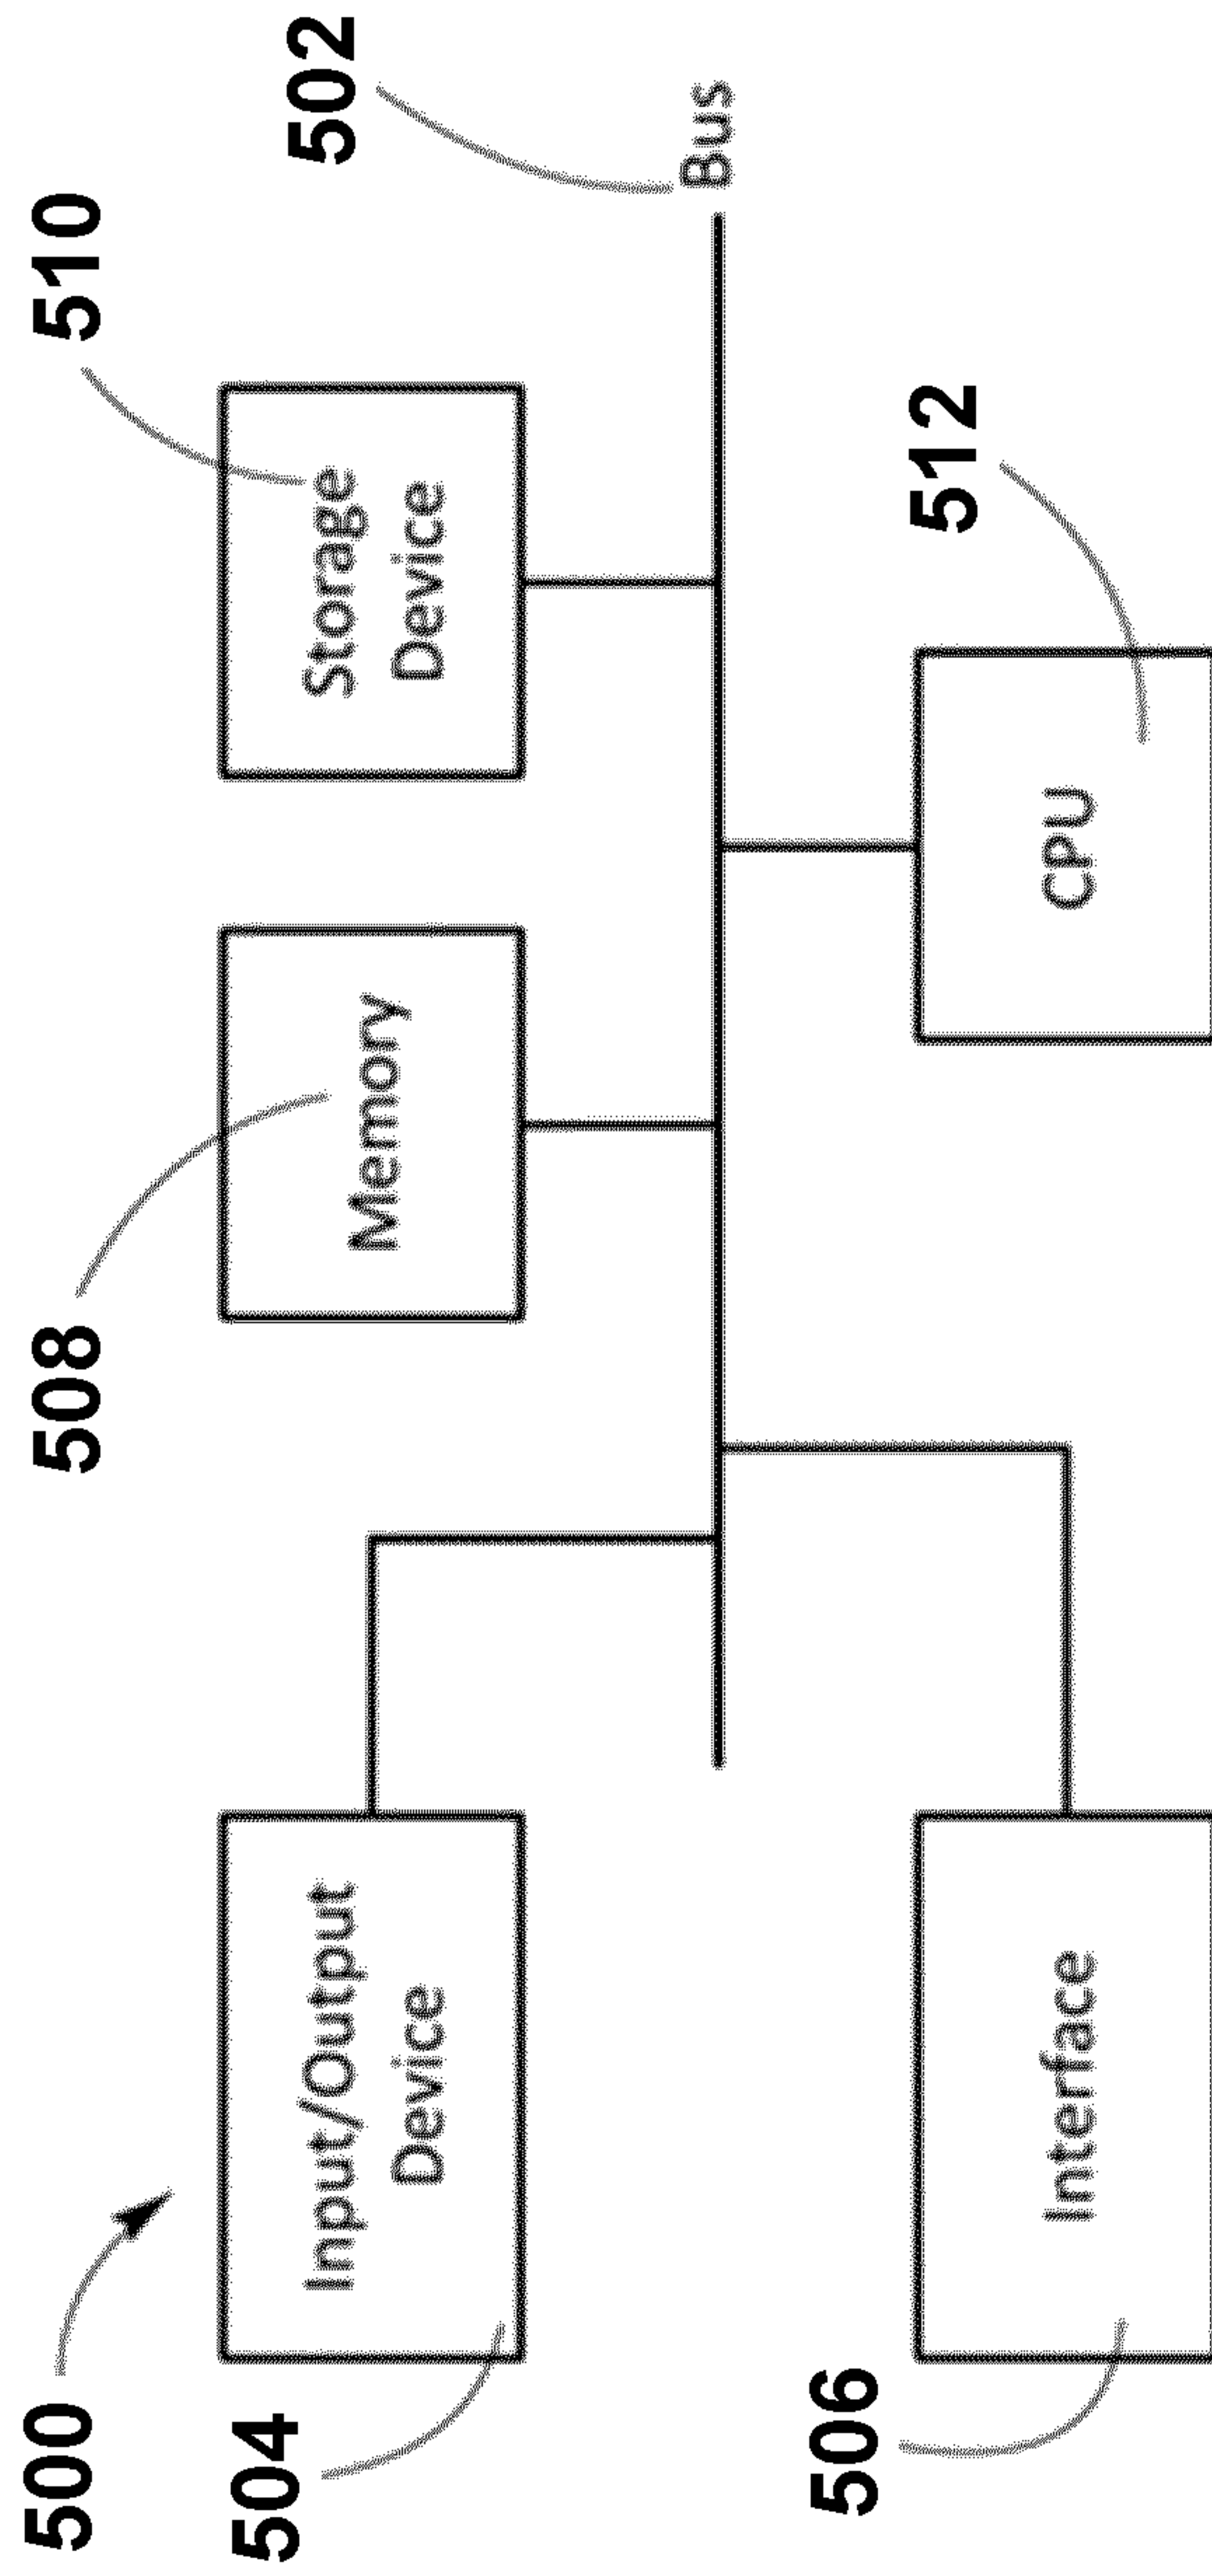 500
504
Input/Output
Device
508
Memory
510
Storage
Device
502
Bus
506
Interface
512
CPU